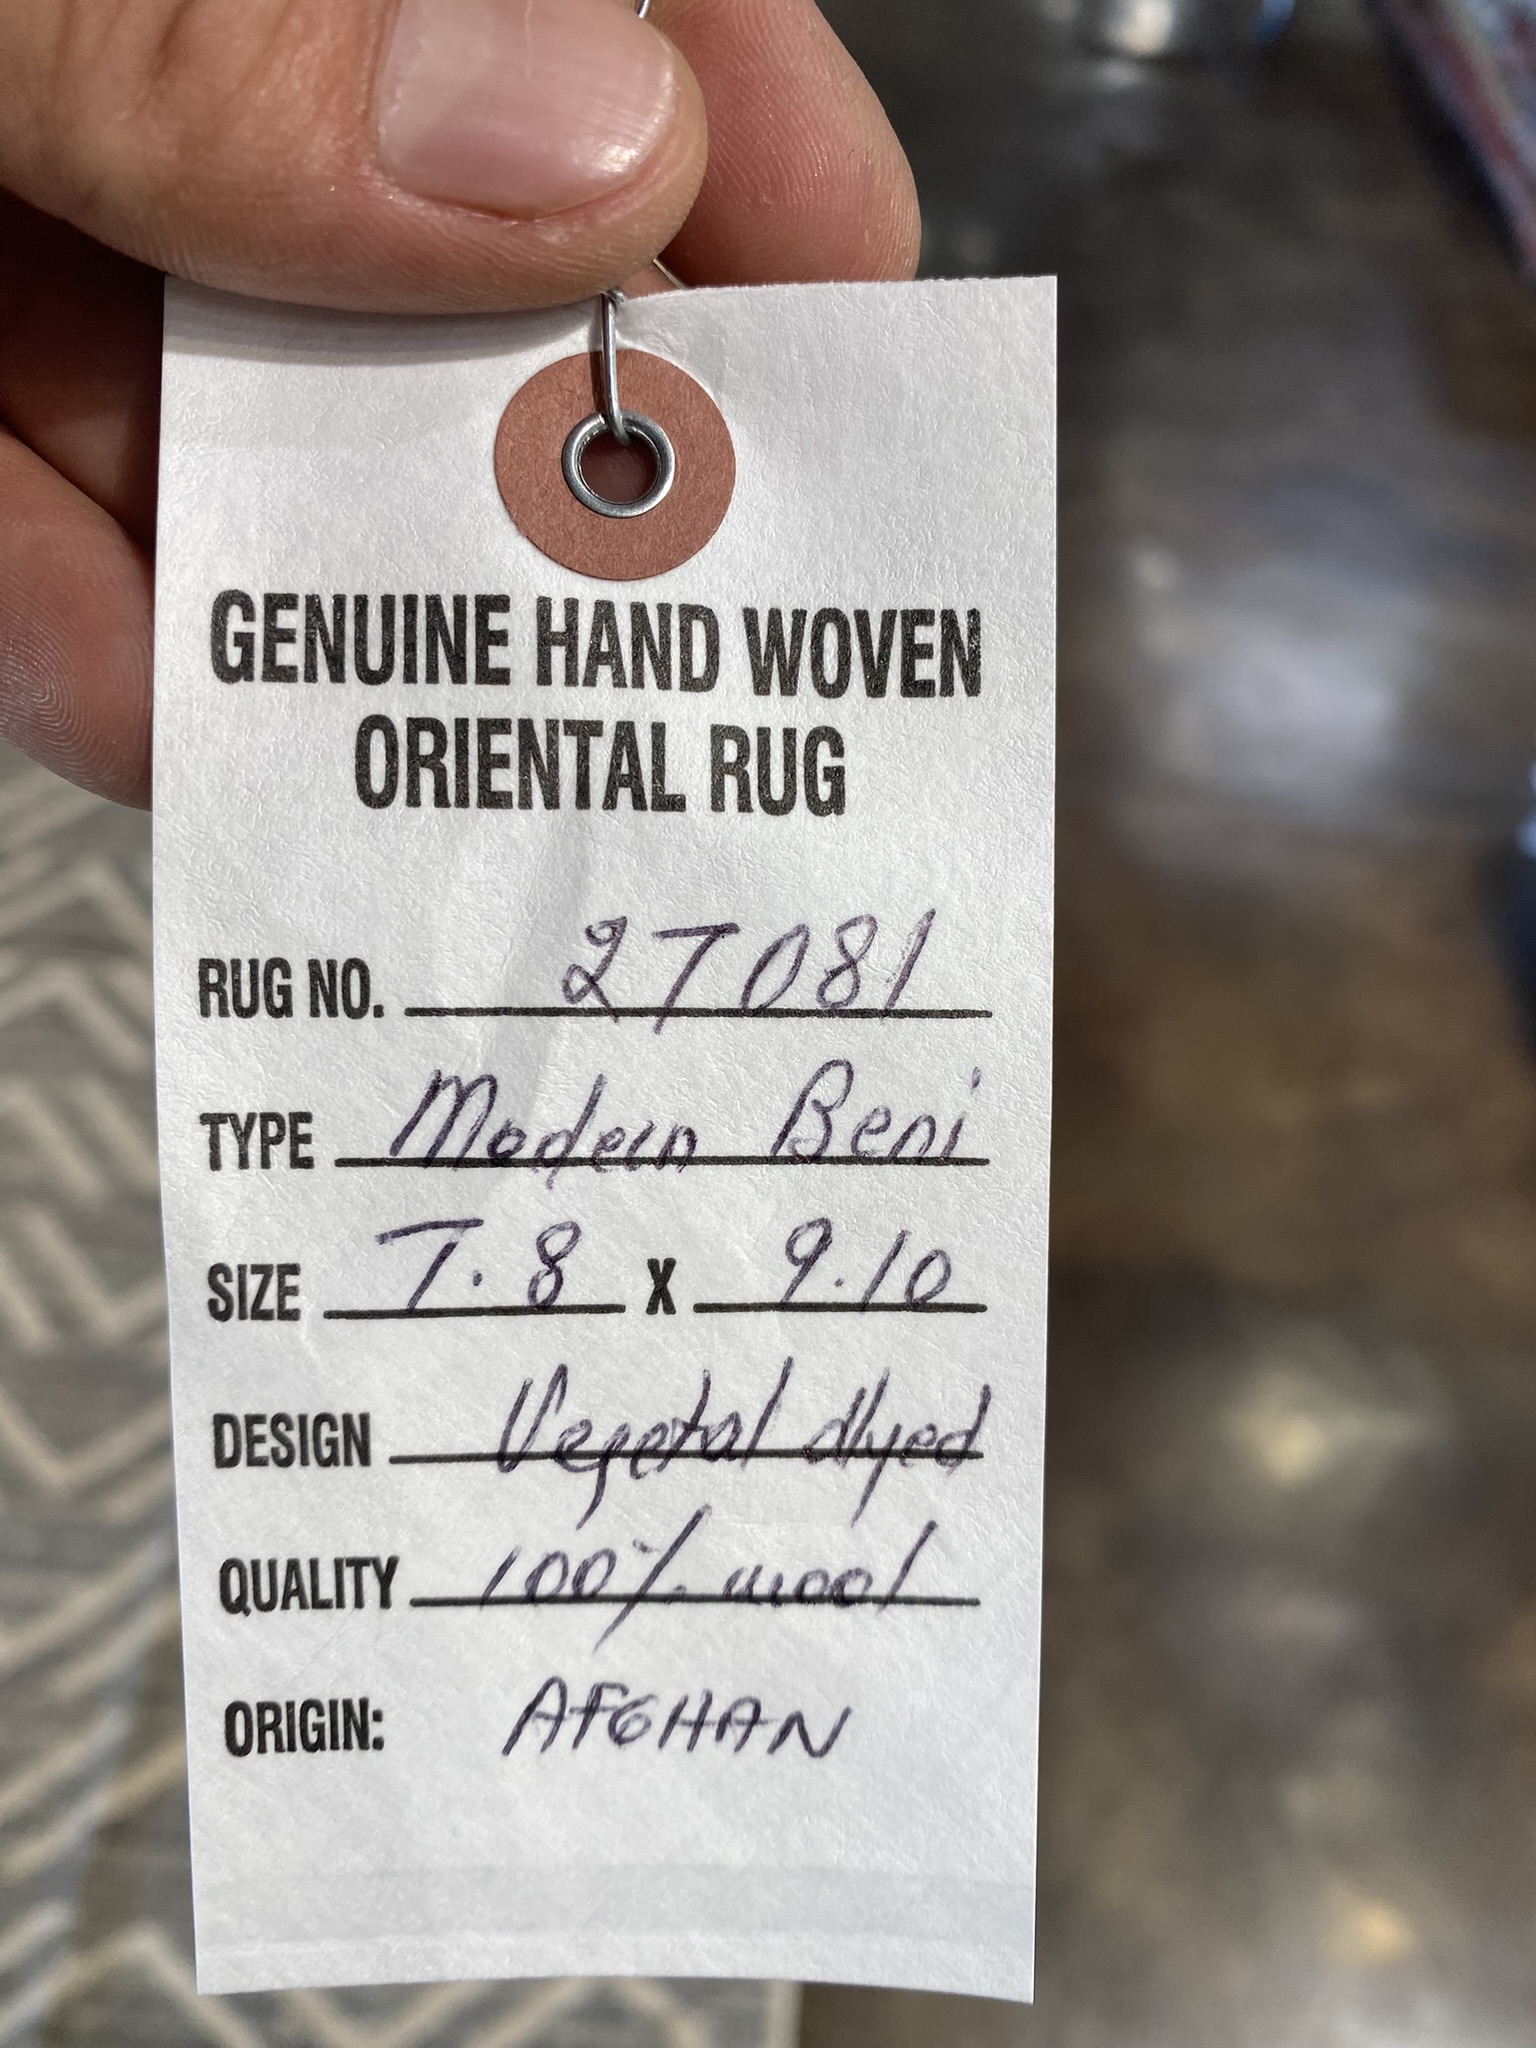 GENUINE HAND WOVEN
ORIENTAL RUG
RUG NO. 27081
TYPE Modern Beni
SIZE 7.8 X 9.10
DESIGN Vegetal dyed
QUALITY 100% wool
ORIGIN: AFGHAN